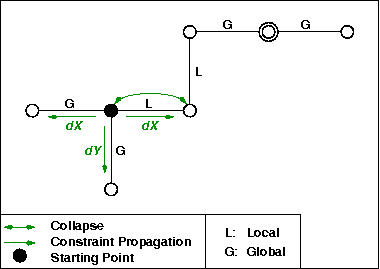 G G
L
G L
dX dX
dY G
Collapse
Constraint Propagation
Starting Point
L: Local
G: Global